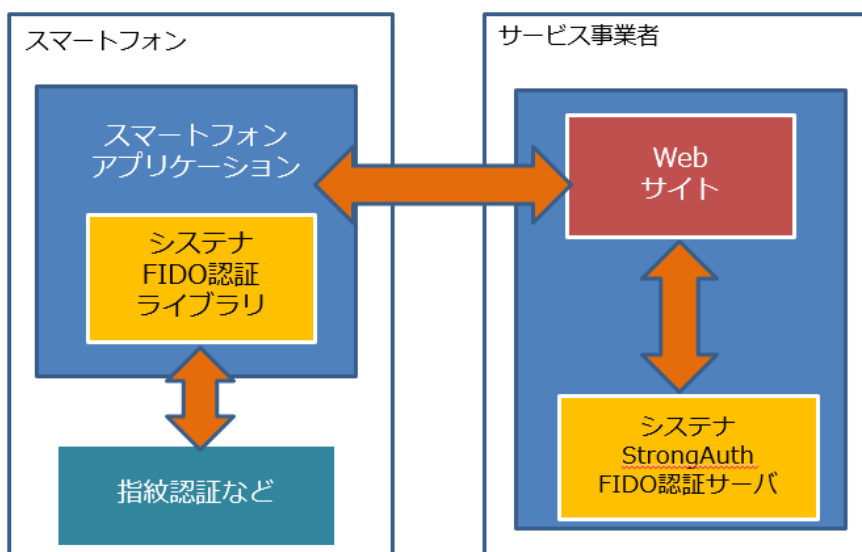 スマートフォン
スマートフォン
アプリケーション
システナ
FIDO認証
ライブラリ
指紋認証など
サービス事業者
Web
サイト
システナ
StrongAuth
FIDO認証サーバ